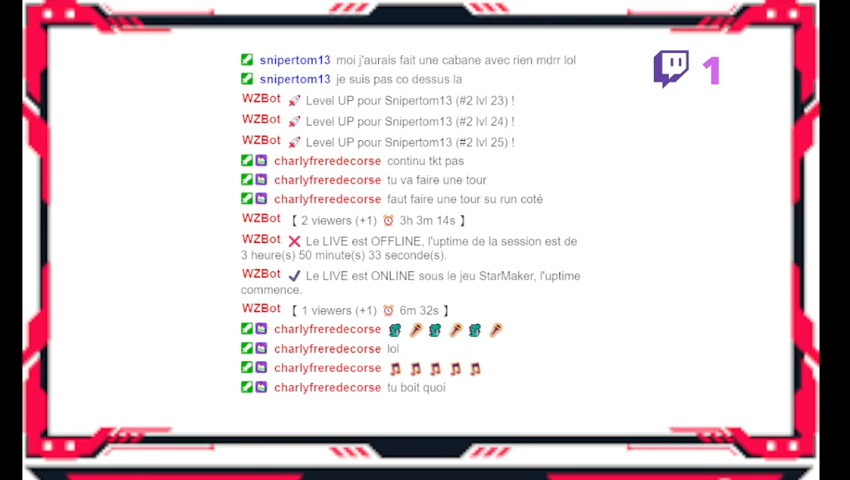 snipertom13 moi j'aurais fait une cabane avec rien mdrr lol
snipertom13 je suis pas co dessus la
WZBot 🚀 Level UP pour Snipertom13 (#2 lvl 23) !
WZBot 🚀 Level UP pour Snipertom13 (#2 lvl 24) !
WZBot 🚀 Level UP pour Snipertom13 (#2 lvl 25) !
charlyfreredecorse continu tkt pas
charlyfreredecorse tu va faire une tour
charlyfreredecorse faut faire une tour su run coté
WZBot 【 2 viewers (+1) ⏰ 3h 3m 14s 】
WZBot ❌ Le LIVE est OFFLINE, l'uptime de la session est de
3 heure(s) 50 minute(s) 33 seconde(s).
WZBot ✔ Le LIVE est ONLINE sous le jeu StarMaker, l'uptime
commence.
WZBot 【 1 viewers (+1) ⏰ 6m 32s 】
charlyfreredecorse
charlyfreredecorse lol
charlyfreredecorse
charlyfreredecorse tu boit quoi
1